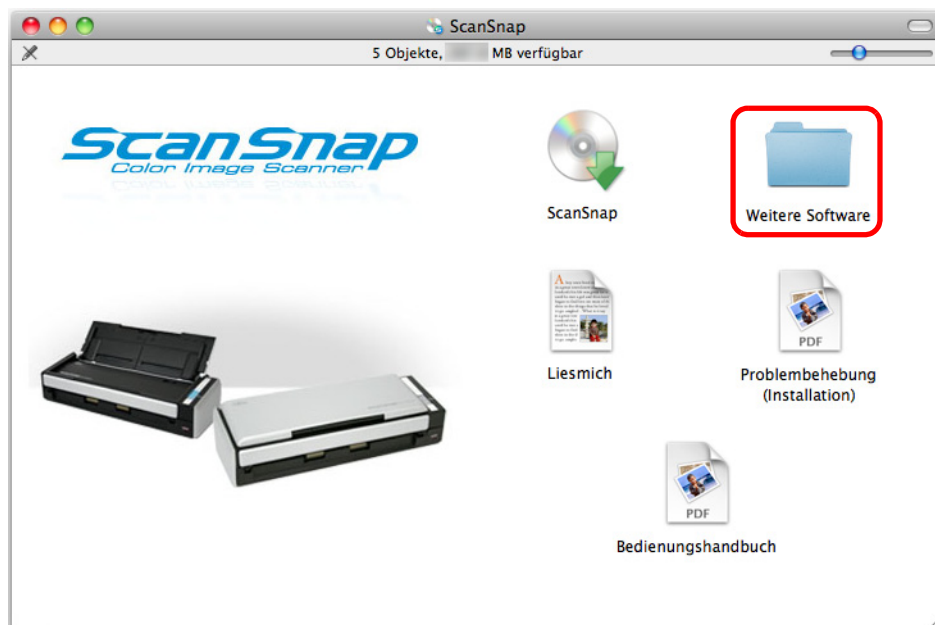 ScanSnap
5 Objekte, MB verfügbar
ScanSnap
Color Image Scanner
ScanSnap
Weitere Software
Liesmich
PDF
Problembehebung
(Installation)
PDF
Bedienungshandbuch